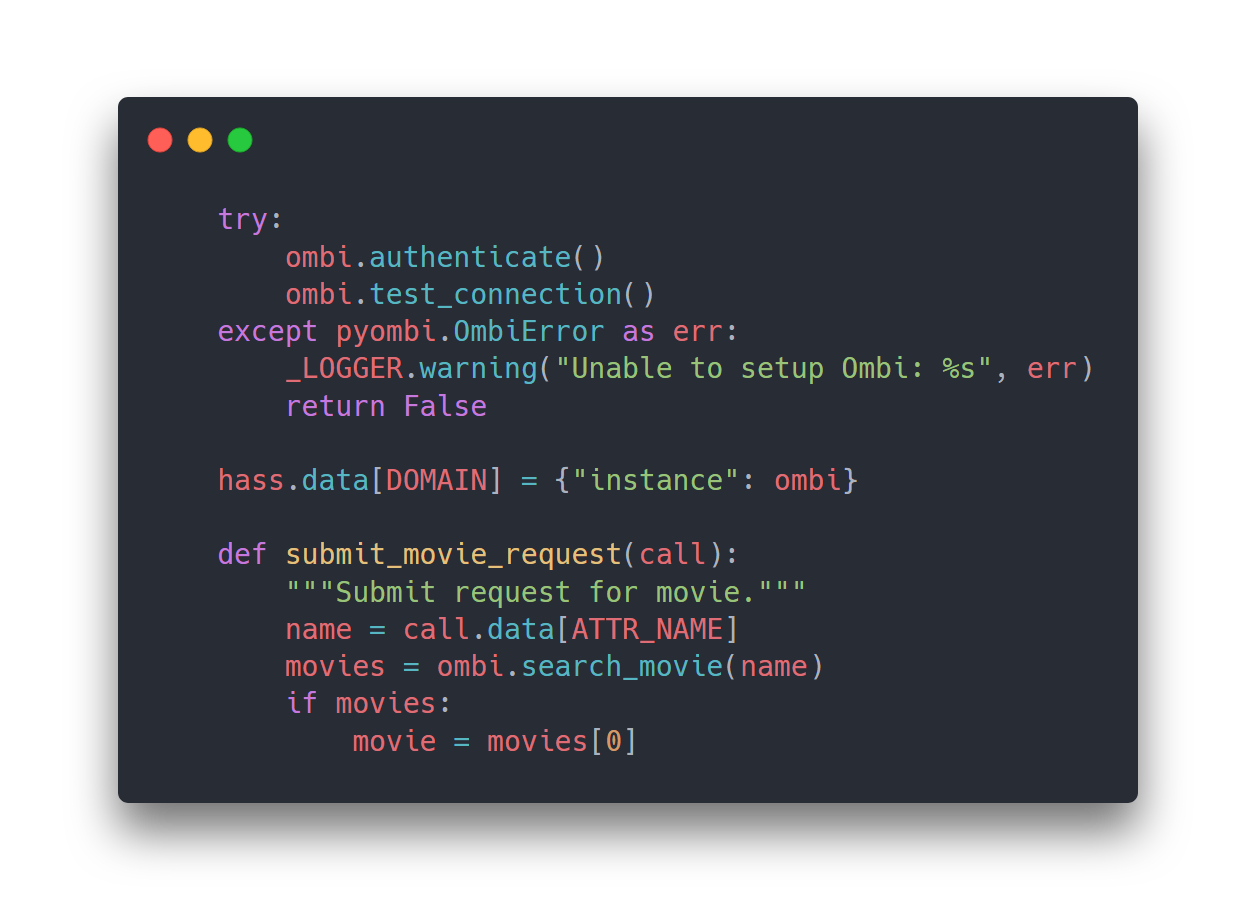 try:
        ombi.authenticate()
        ombi.test_connection()
    except pyombi.OmbiError as err:
        _LOGGER.warning("Unable to setup Ombi: %s", err)
        return False

    hass.data[DOMAIN] = {"instance": ombi}

    def submit_movie_request(call):
        """Submit request for movie."""
        name = call.data[ATTR_NAME]
        movies = ombi.search_movie(name)
        if movies:
            movie = movies[0]